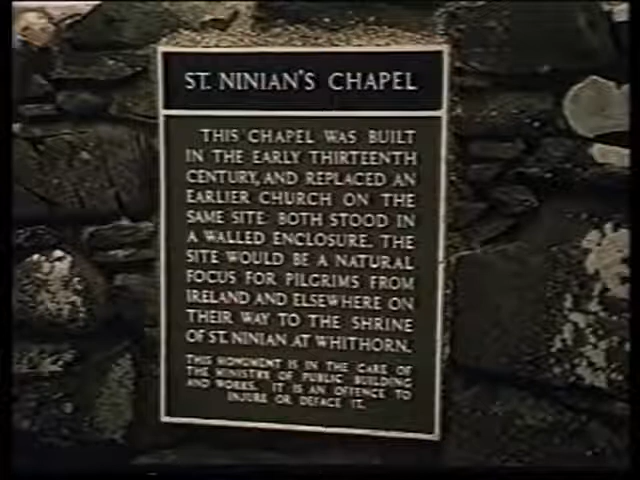 ST. NINIAN'S CHAPEL
THIS CHAPEL WAS BUILT
IN THE EARLY THIRTEENTH
CENTURY, AND REPLACED AN
EARLIER CHURCH ON THE
SAME SITE. BOTH STOOD IN
A WALLED ENCLOSURE. THE
SITE WOULD BE A NATURAL
FOCUS FOR PILGRIMS FROM
IRELAND AND ELSEWHERE ON
THEIR WAY TO THE SHRINE
OF ST. NINIAN AT WHITHORN.
THIS MONUMENT IS IN THE CARE OF
THE MINISTRY OF PUBLIC BUILDING
AND WORKS. IT IS AN OFFENCE TO
INJURE OR DEFACE IT.